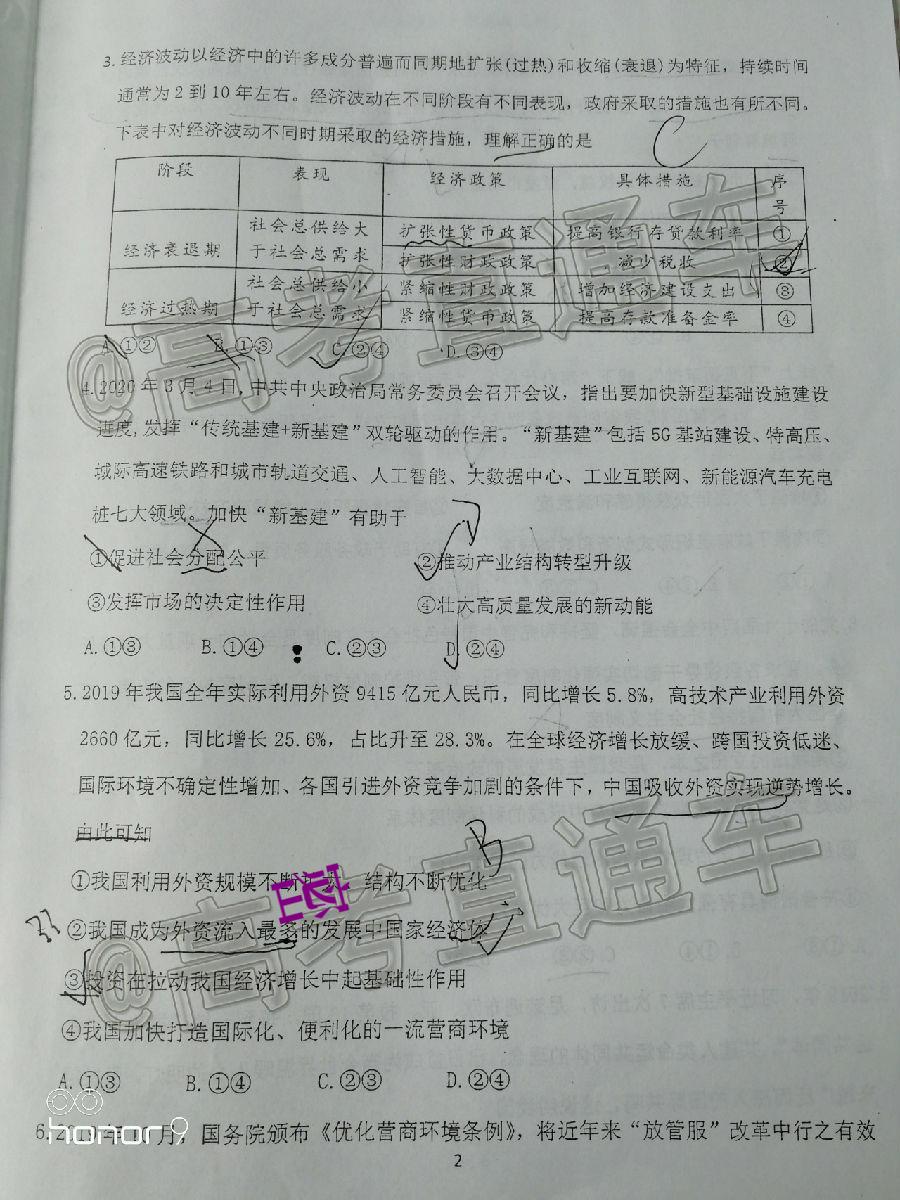 3.经济波动以经济中的许多成分普遍而同期地扩张(过热)和收缩(衰退)为特征，持续时间
通常为2到10年左右。经济波动在不同阶段有不同表现，政府采取的措施也有所不同。
下表中对经济波动不同时期采取的经济措施，理解正确的是
C
阶段 表现 经济政策 具体措施 序号
经济衰退期 社会总供给大于社会总需求 扩张性货币政策 提高银行存贷款利率 ①
扩张性财政政策 减少税收 ②
经济过热期 社会总供给小于社会总需求 紧缩性财政政策 增加经济建设支出 ③
紧缩性货币政策 提高存款准备金率 ④
A.①② B.①③ C.②④ D.③④
4.2020年3月4日，中共中央政治局常务委员会召开会议，指出要加快新型基础设施建设
进度,发挥“传统基建+新基建”双轮驱动的作用。“新基建”包括5G基站建设、特高压、
城际高速铁路和城市轨道交通、人工智能、大数据中心、工业互联网、新能源汽车充电
桩七大领域。加快“新基建”有助于
①促进社会分配公平 ②推动产业结构转型升级
③发挥市场的决定性作用 ④壮大高质量发展的新动能
A.①③ B.①④ C.②③ D.②④
5.2019年我国全年实际利用外资9415亿元人民币，同比增长5.8%，高技术产业利用外资
2660亿元，同比增长25.6%，占比升至28.3%。在全球经济增长放缓、跨国投资低迷、
国际环境不确定性增加、各国引进外资竞争加剧的条件下，中国吸收外资实现逆势增长。
由此可知
B
①我国利用外资规模不断扩大、结构不断优化
②我国成为外资流入最多的发展中国家经济体
③投资在拉动我国经济增长中起基础性作用
④我国加快打造国际化、便利化的一流营商环境
A.①③ B.①④ C.②③ D.②④
6.2019年10月，国务院颁布《优化营商环境条例》，将近年来“放管服”改革中行之有效
2
@高考直通车
@高考直通车
honor9